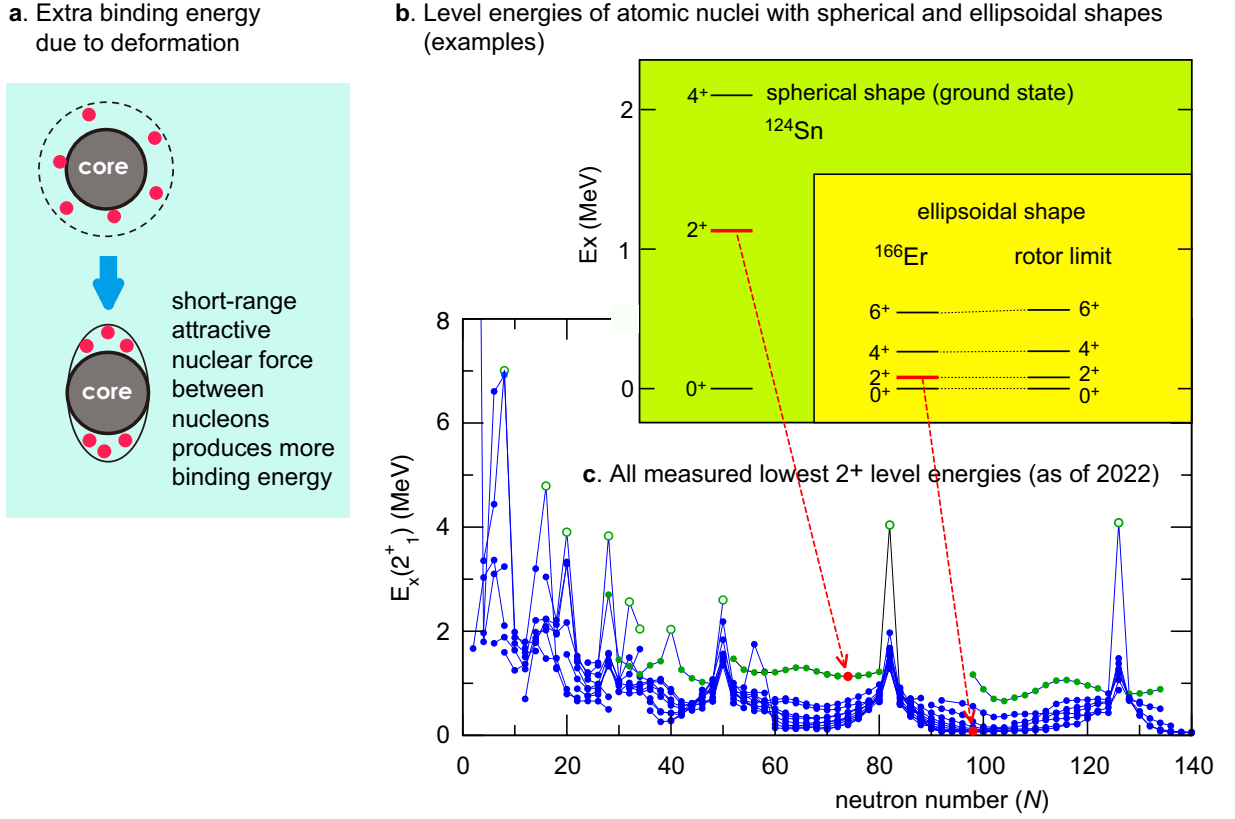 a. Extra binding energy
due to deformation
core
core
short-range
attractive
nuclear force
between
nucleons
produces more
binding energy
b. Level energies of atomic nuclei with spherical and ellipsoidal shapes
(examples)
Ex (MeV)
2
1
0
4⁺
2⁺
0⁺
spherical shape (ground state)
¹²⁴Sn
ellipsoidal shape
¹⁶⁶Er rotor limit
6⁺ 6⁺
4⁺ 4⁺
2⁺ 2⁺
0⁺ 0⁺
c. All measured lowest 2+ level energies (as of 2022)
Eₓ(2⁺₁) (MeV)
8
6
4
2
0
0 20 40 60 80 100 120 140
neutron number (N)